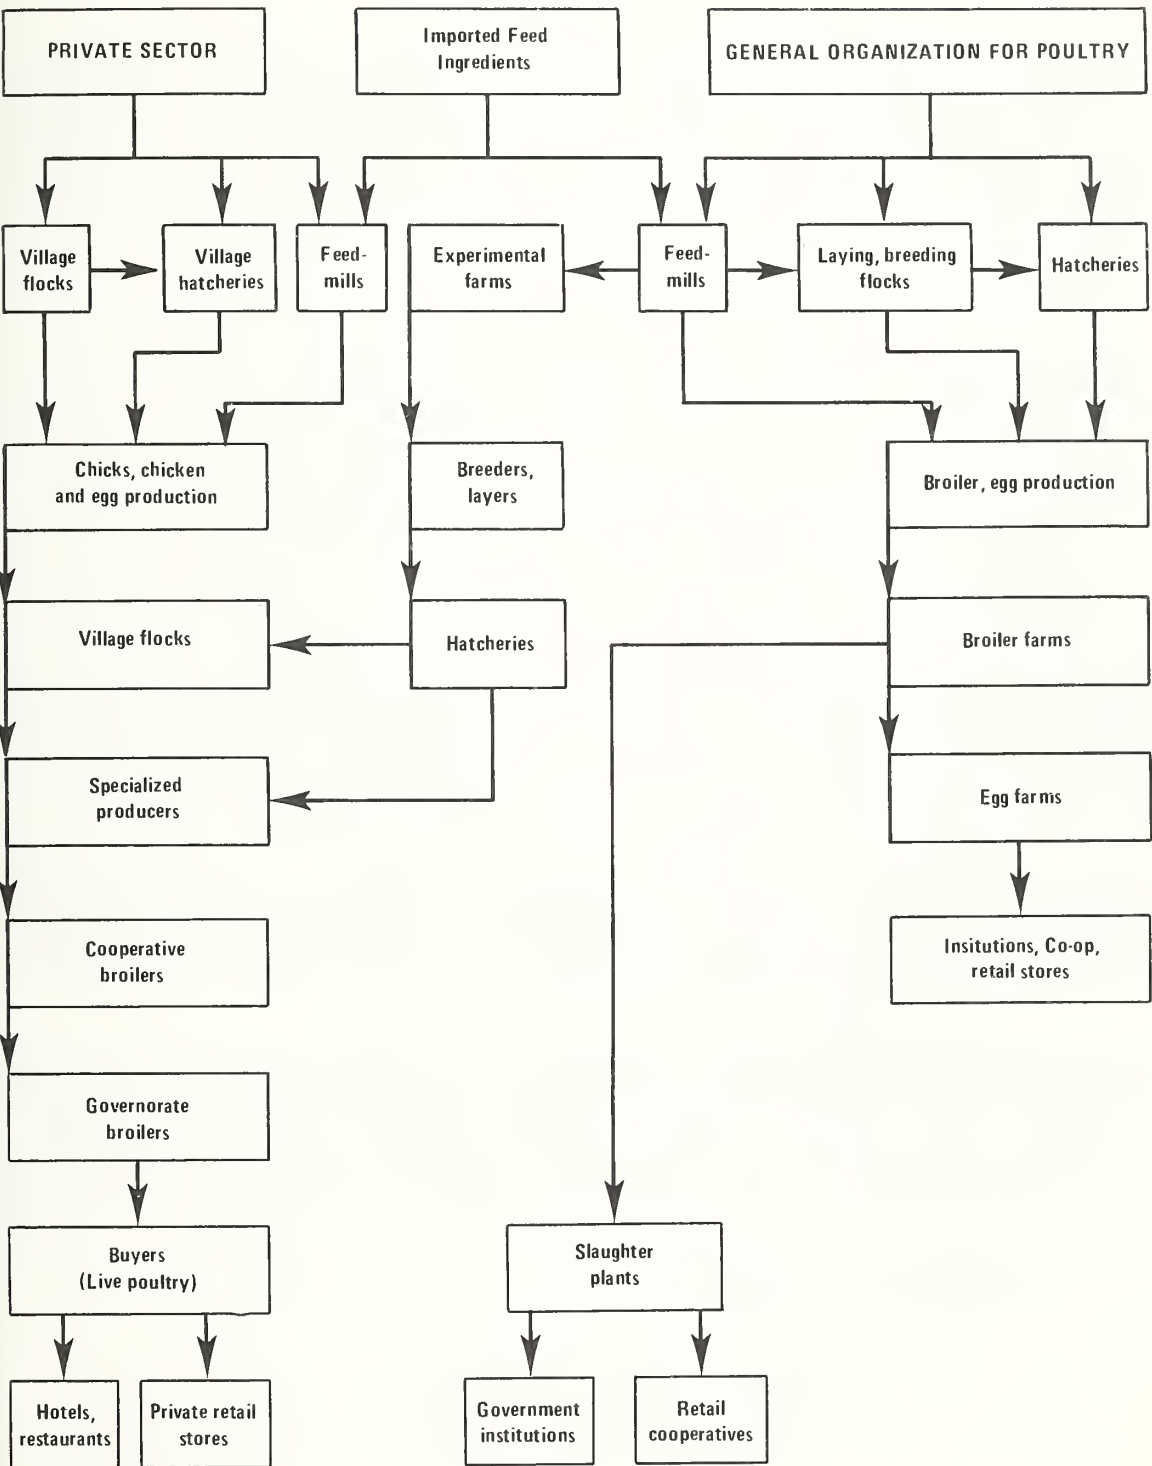 PRIVATE SECTOR
Imported Feed
Ingredients
GENERAL ORGANIZATION FOR POULTRY
Village
flocks
Village
hatcheries
Feed-
mills
Experimental
farms
Feed-
mills
Laying, breeding
flocks
Hatcheries
Chicks, chicken
and egg production
Breeders,
layers
Broiler, egg production
Village flocks
Hatcheries
Broiler farms
Specialized
producers
Egg farms
Cooperative
broilers
Insitutions, Co-op,
retail stores
Governorate
broilers
Buyers
(Live poultry)
Slaughter
plants
Hotels,
restaurants
Private retail
stores
Government
institutions
Retail
cooperatives